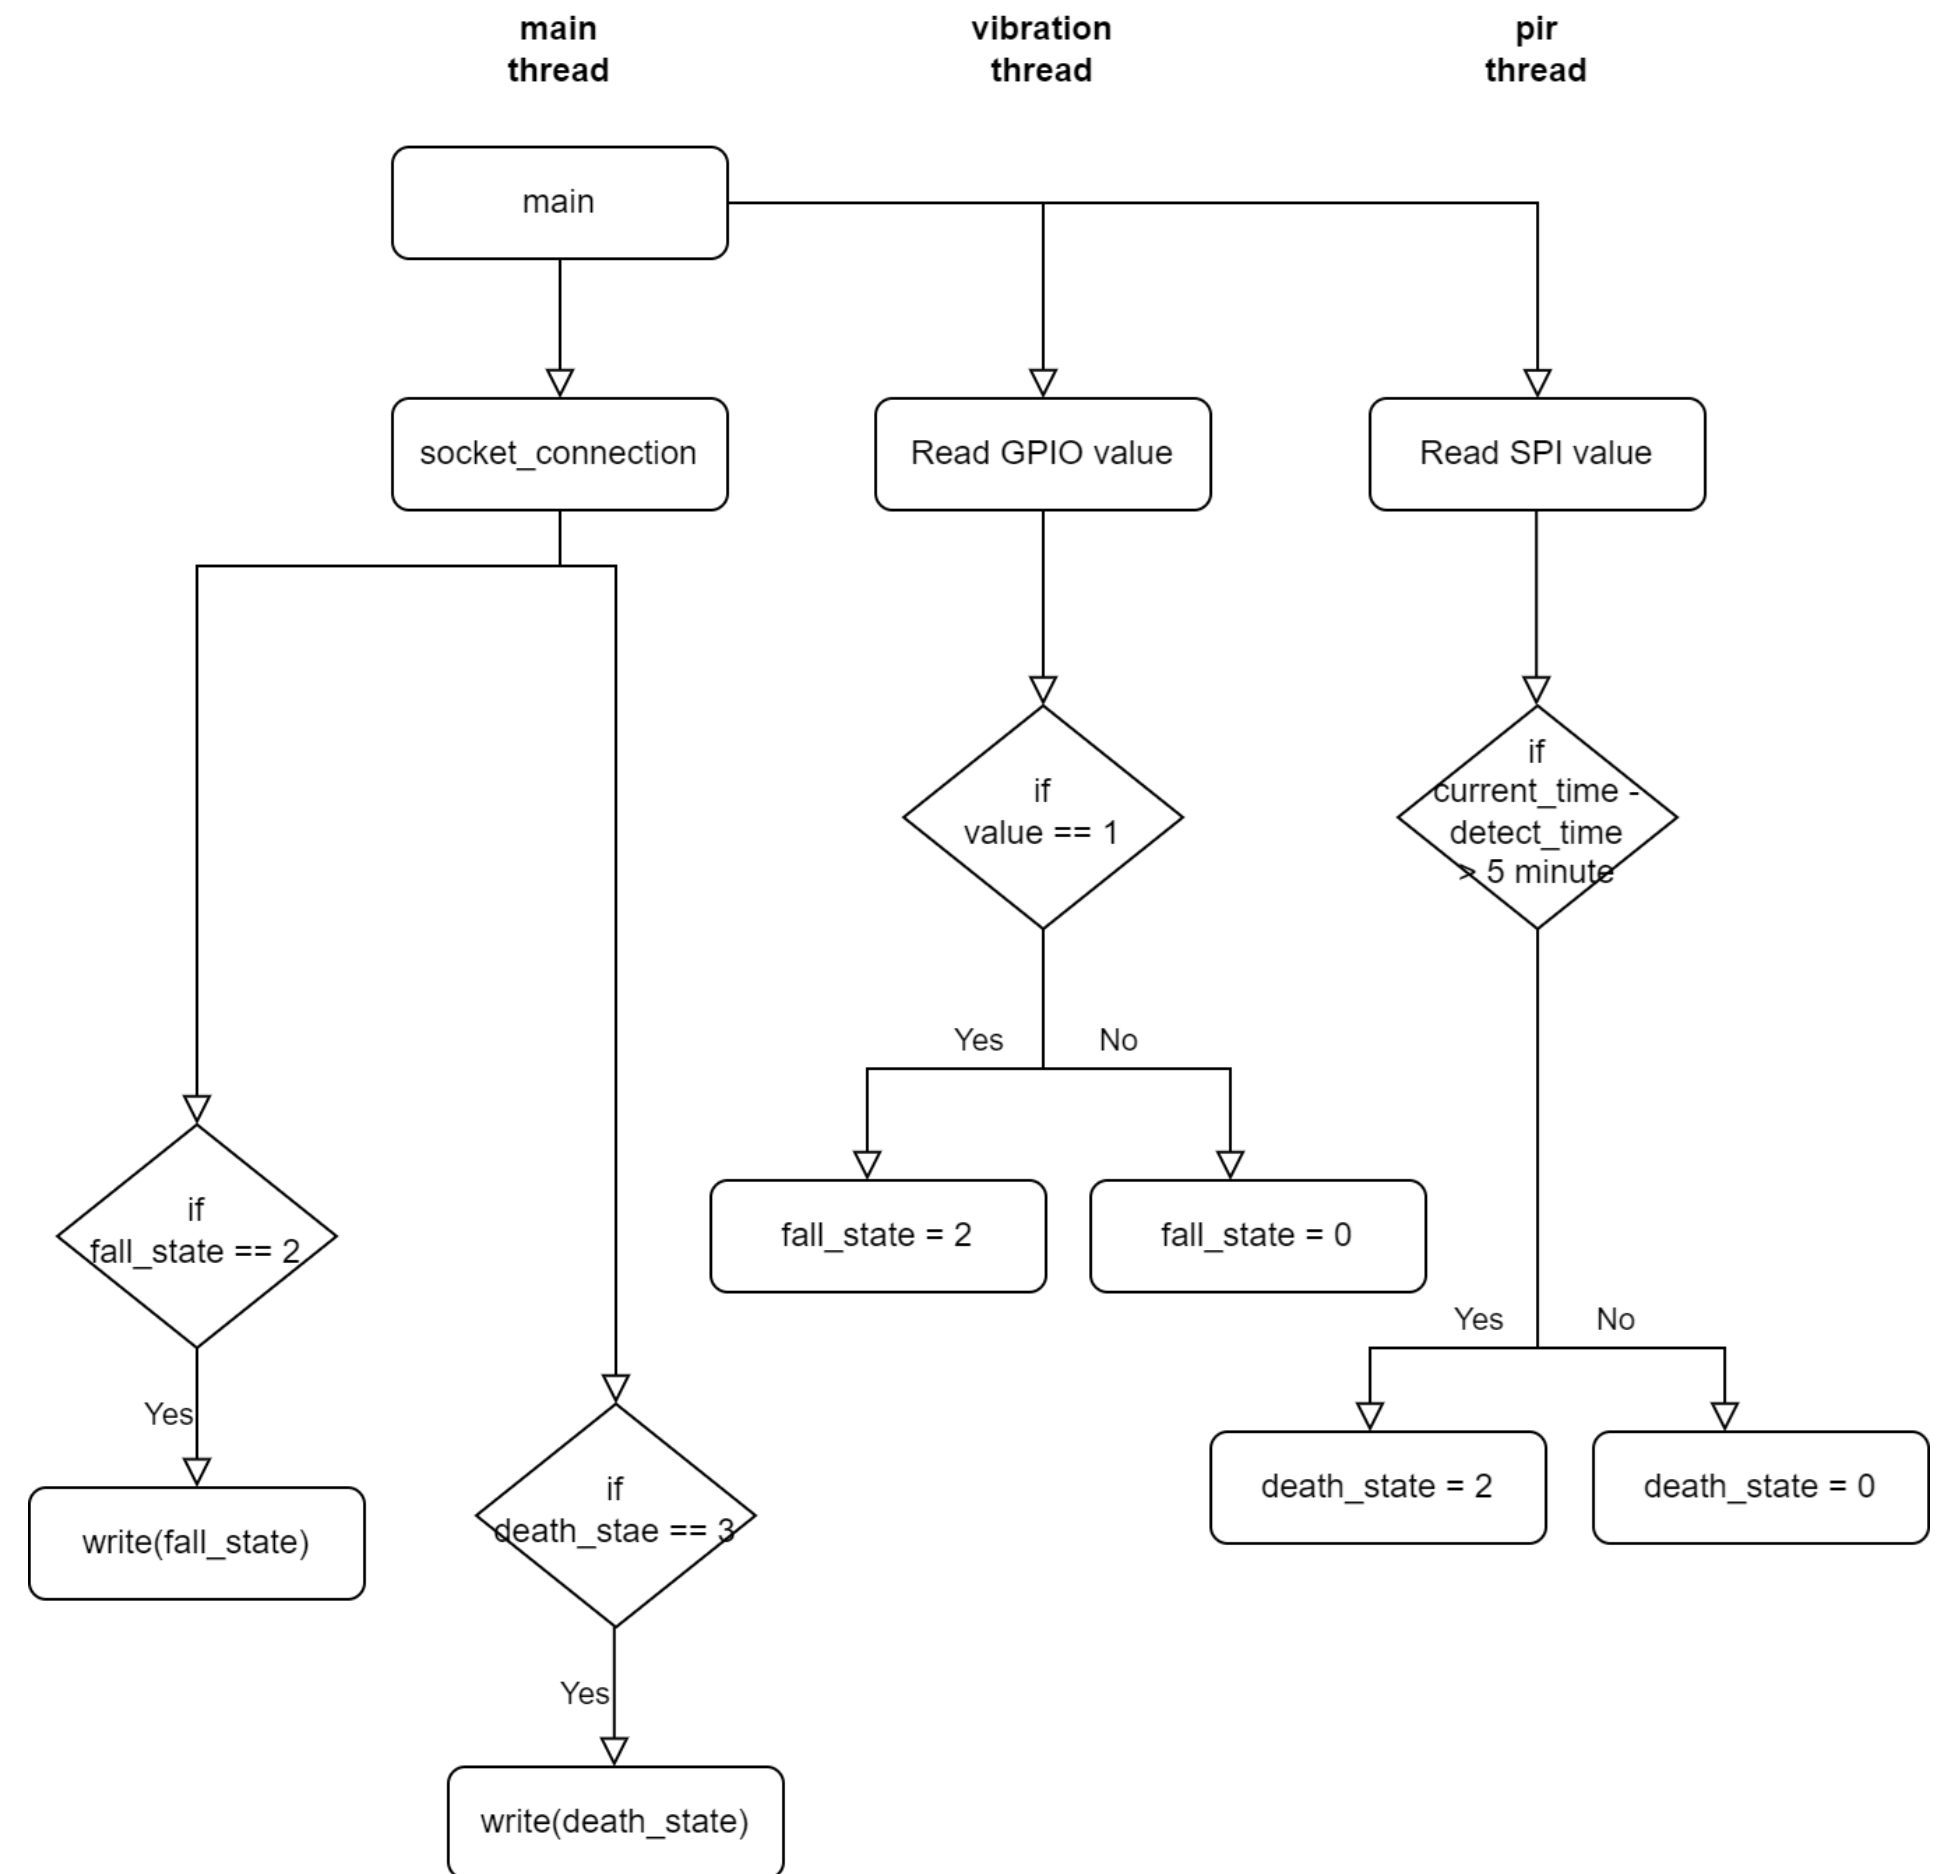 main
thread
vibration
thread
pir
thread
main
socket_connection
Read GPIO value
Read SPI value
if
value == 1
if
current_time -
detect_time
> 5 minute
Yes
No
if
fall_state == 2
fall_state = 2
fall_state = 0
Yes
No
Yes
if
death_stae == 3
death_state = 2
death_state = 0
write(fall_state)
Yes
write(death_state)